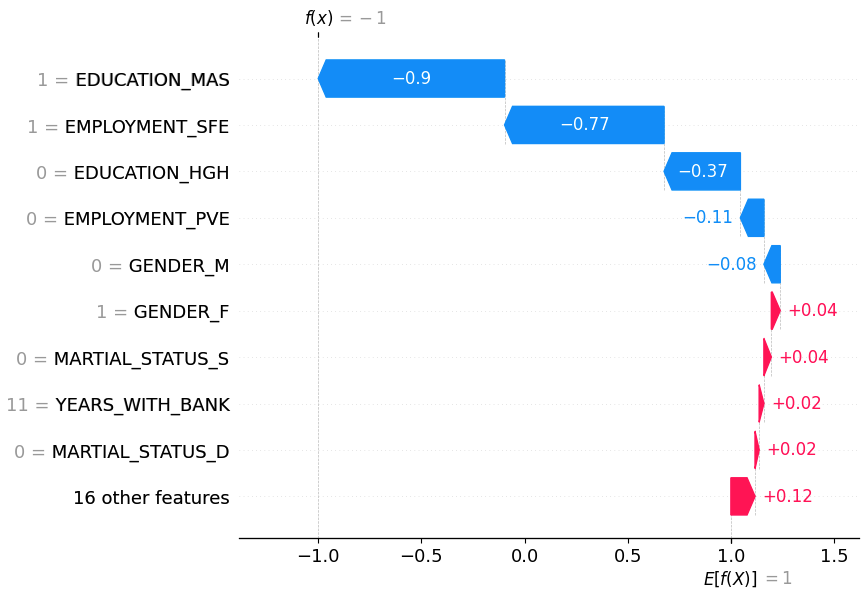 f(x) = −1
1 = EDUCATION_MAS
−0.9
1 = EMPLOYMENT_SFE
−0.77
0 = EDUCATION_HGH
−0.37
0 = EMPLOYMENT_PVE
−0.11
0 = GENDER_M
−0.08
1 = GENDER_F
+0.04
0 = MARTIAL_STATUS_S
+0.04
11 = YEARS_WITH_BANK
+0.02
0 = MARTIAL_STATUS_D
+0.02
16 other features
+0.12
−1.0 −0.5 0.0 0.5 1.0 1.5
E[f(X)] = 1